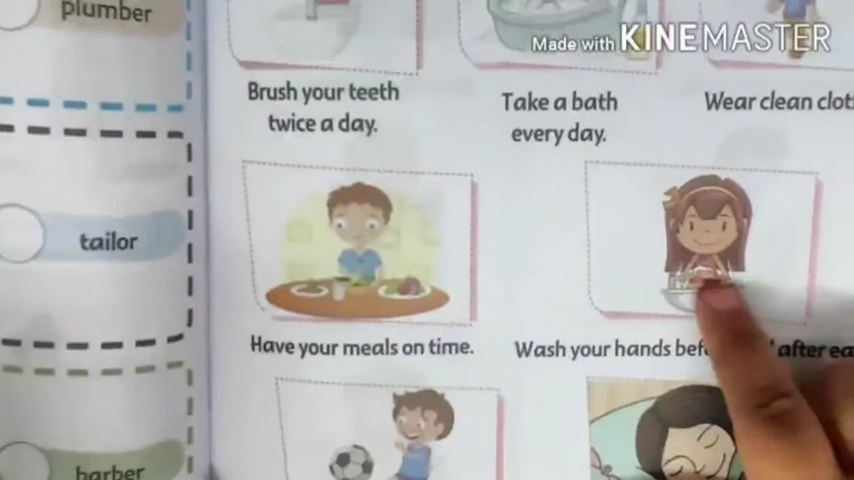 plumber
tailor
barber
Made with KINEMASTER
Brush your teeth
twice a day.
Take a bath
every day.
Wear clean
Have your meals on time.
Wash your hands
after